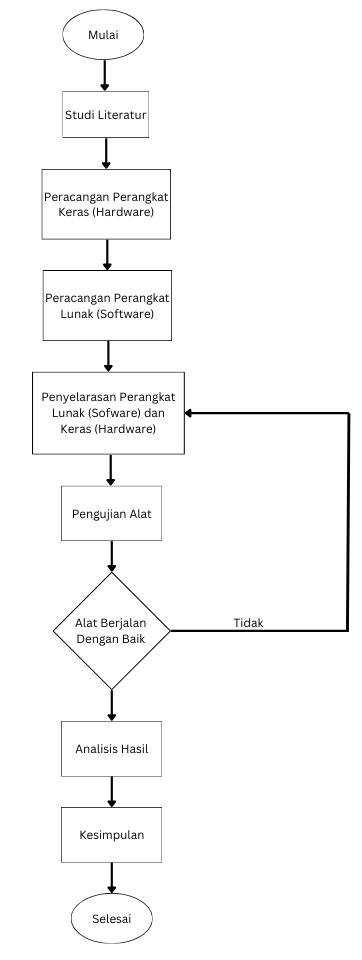 Mulai
Studi Literatur
Peracangan Perangkat
Keras (Hardware)
Peracangan Perangkat
Lunak (Software)
Penyelarasan Perangkat
Lunak (Sofware) dan
Keras (Hardware)
Pengujian Alat
Alat Berjalan
Dengan Baik
Tidak
Analisis Hasil
Kesimpulan
Selesai